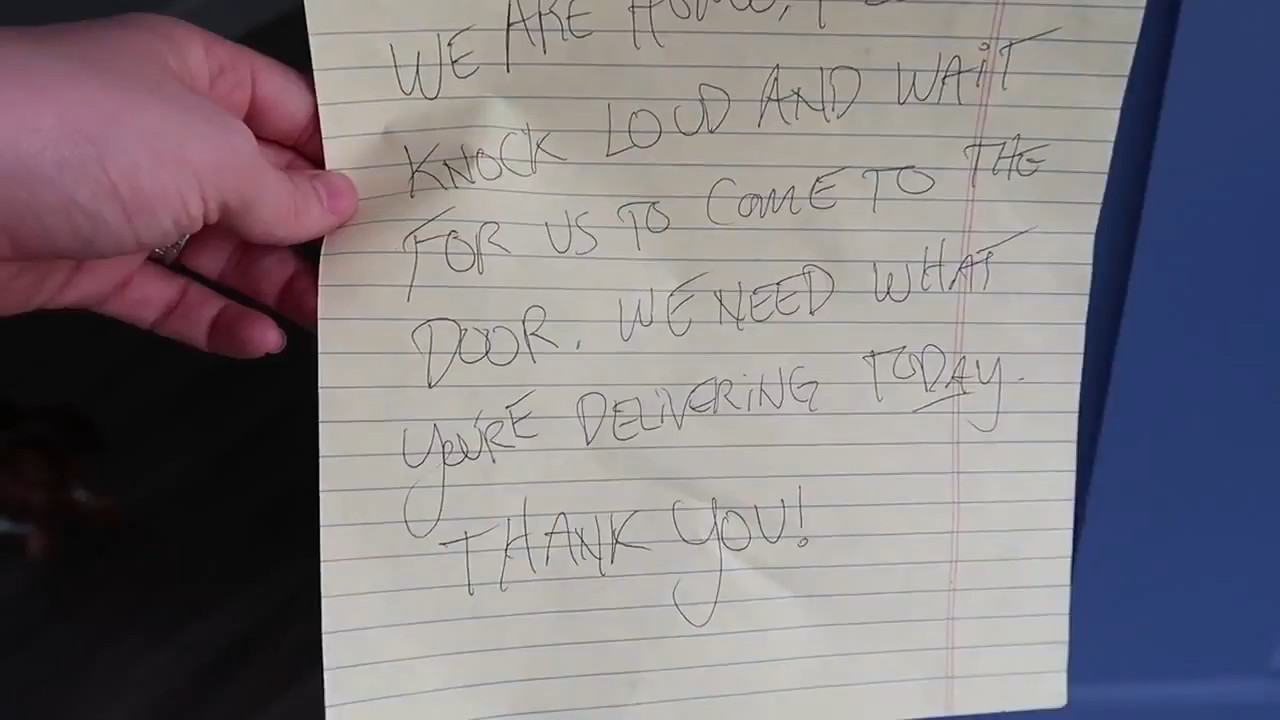 WE ARE HOME,
KNOCK LOUD AND WAIT
FOR US TO COME TO THE
DOOR. WE NEED WHAT
YOU'RE DELIVERING TODAY.
THANK YOU!